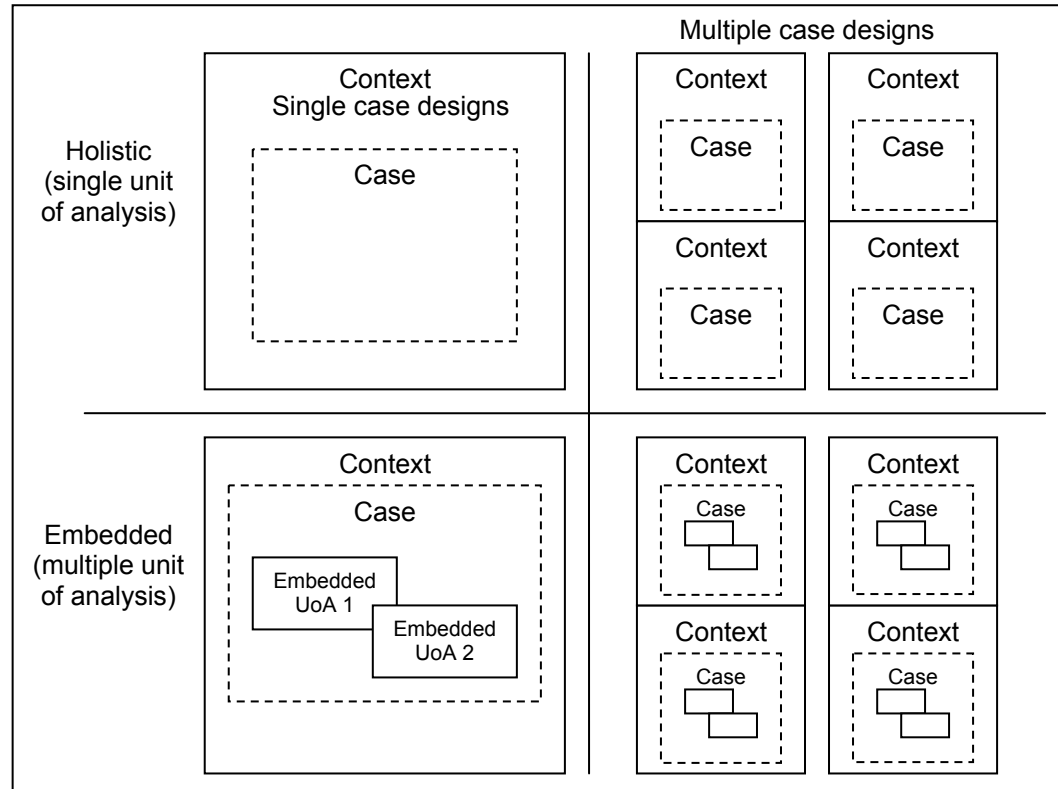 Multiple case designs
Context
Single case designs
Case
Holistic
(single unit
of analysis)
Context
Case
Context
Case
Context
Case
Context
Case
Embedded
(multiple unit
of analysis)
Context
Case
Embedded
UoA 1
Embedded
UoA 2
Context
Case
Context
Case
Context
Case
Context
Case